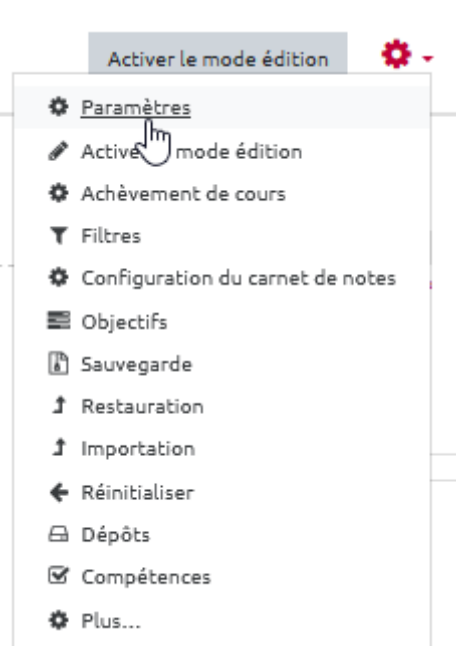 Activer le mode édition
Paramètres
Active mode édition
Achèvement de cours
Filtres
Configuration du carnet de notes
Objectifs
Sauvegarde
Restauration
Importation
Réinitialiser
Dépôts
Compétences
Plus...